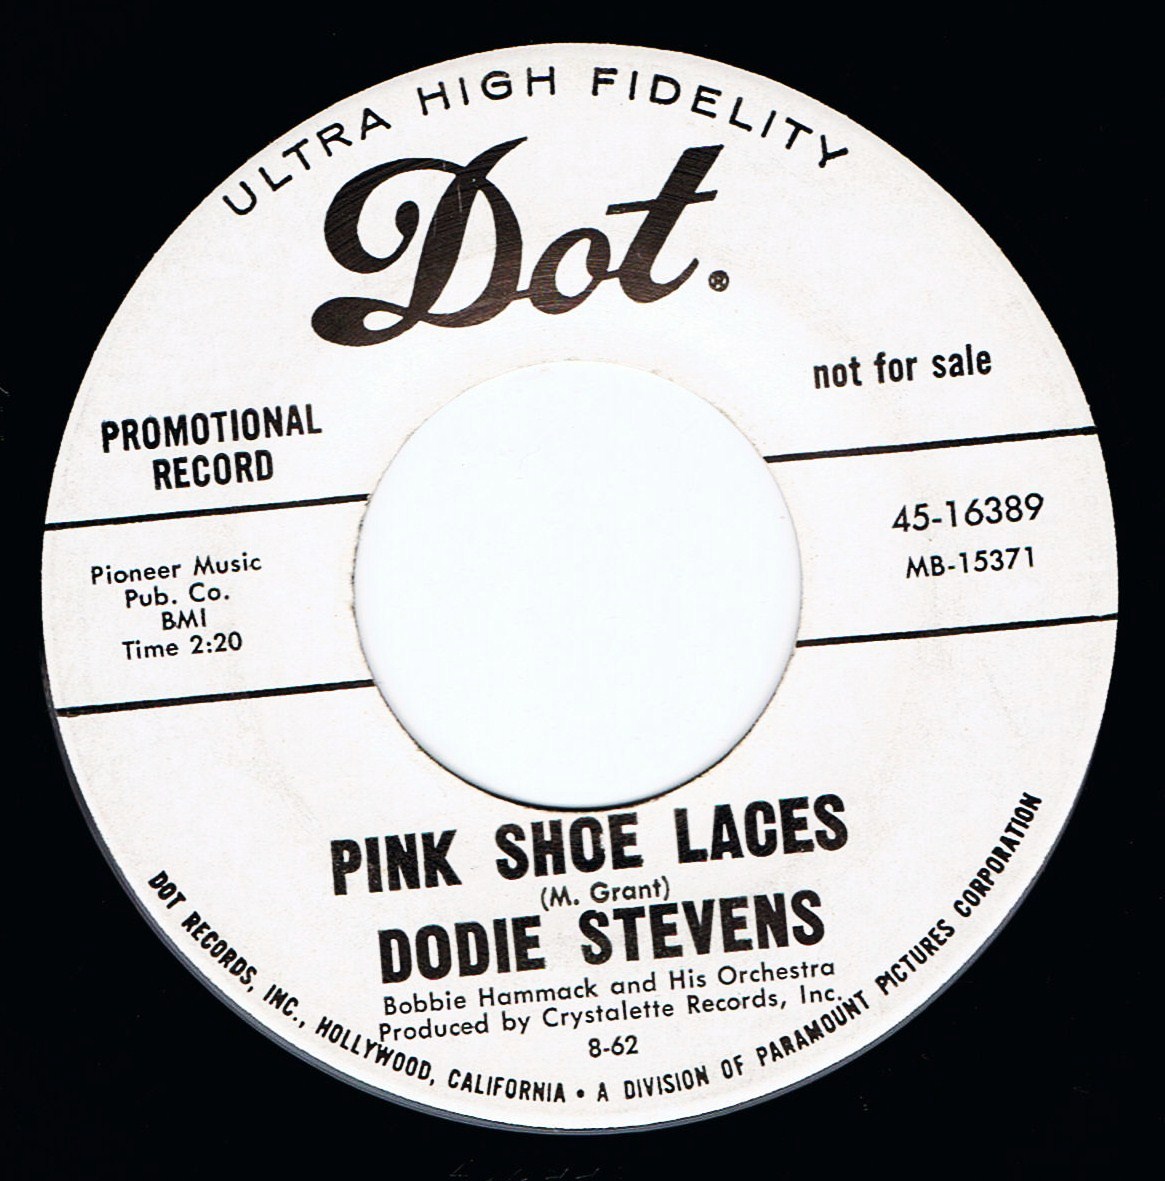 ULTRA HIGH FIDELITY
Dot.®
not for sale
PROMOTIONAL
RECORD
45-16389
MB-15371
Pioneer Music
Pub. Co.
BMI
Time 2:20
PINK SHOE LACES
(M. Grant)
DODIE STEVENS
Bobbie Hammack and His Orchestra
Produced by Crystalette Records, Inc.
8-62
DOT RECORDS, INC., HOLLYWOOD, CALIFORNIA • A DIVISION OF PARAMOUNT PICTURES CORPORATION